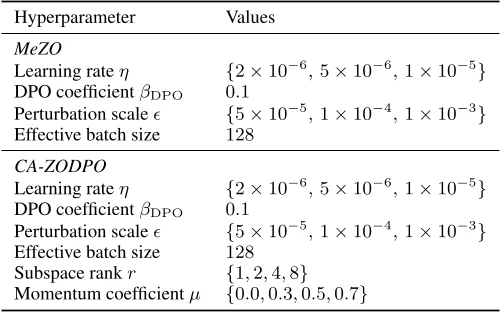 Hyperparameter Values
MeZO
Learning rate η {2 × 10⁻⁶, 5 × 10⁻⁶, 1 × 10⁻⁵}
DPO coefficient β_DPO 0.1
Perturbation scale ϵ {5 × 10⁻⁵, 1 × 10⁻⁴, 1 × 10⁻³}
Effective batch size 128
CA-ZODPO
Learning rate η {2 × 10⁻⁶, 5 × 10⁻⁶, 1 × 10⁻⁵}
DPO coefficient β_DPO 0.1
Perturbation scale ϵ {5 × 10⁻⁵, 1 × 10⁻⁴, 1 × 10⁻³}
Effective batch size 128
Subspace rank r {1, 2, 4, 8}
Momentum coefficient μ {0.0, 0.3, 0.5, 0.7}